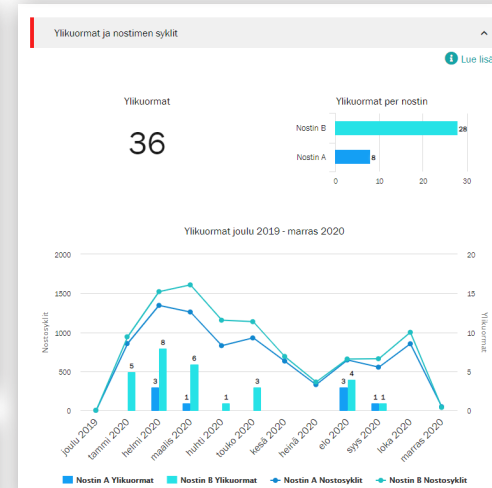 Ylikuormat ja nostimen syklit
Lue lisä
Ylikuormat
36
Ylikuormat per nostin
Nostin B
28
Nostin A
8
0 10 20 30
Ylikuormat joulu 2019 - marras 2020
2000
1500
1000
500
0
Nostosyklit
20
15
10
5
0
Ylikuormat
5
3
8
1
6
1
3
3
4
1
1
joulu 2019
tammi 2020
helmi 2020
maalis 2020
huhti 2020
touko 2020
kesä 2020
heinä 2020
elo 2020
syys 2020
loka 2020
marras 2020
Nostin A Ylikuormat Nostin B Ylikuormat Nostin A Nostosyklit Nostin B Nostosyklit